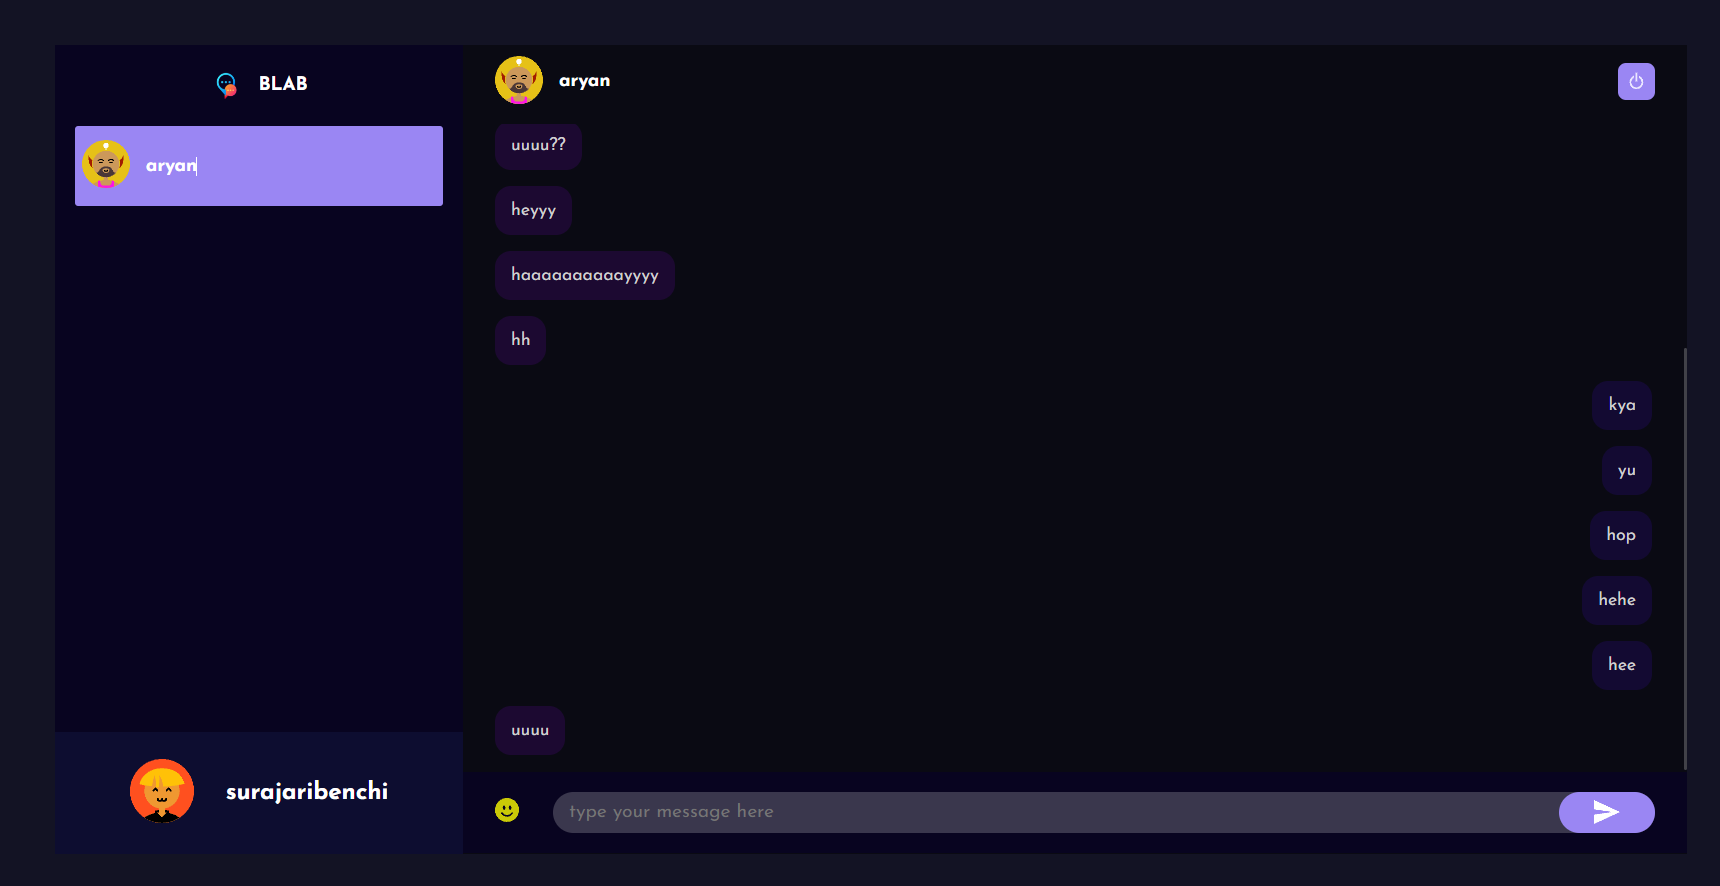 BLAB
aryan
surajaribenchi
aryan
uuuu??
heyyy
haaaaaaaaaayyyy
hh
kya
yu
hop
hehe
hee
uuuu
type your message here